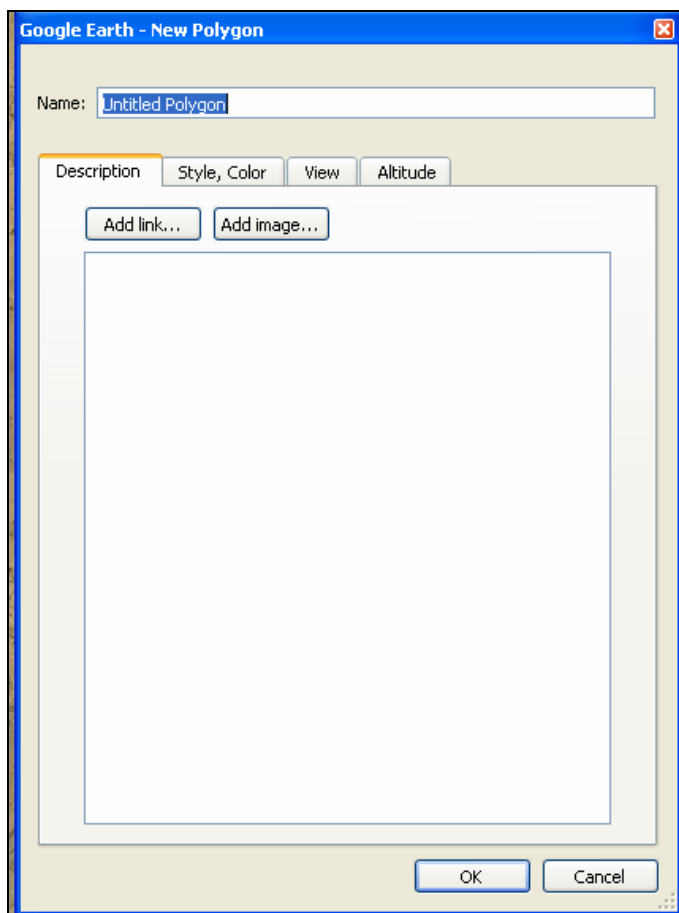 Google Earth - New Polygon
Name: Untitled Polygon
Description Style, Color View Altitude
Add link... Add image...
OK Cancel